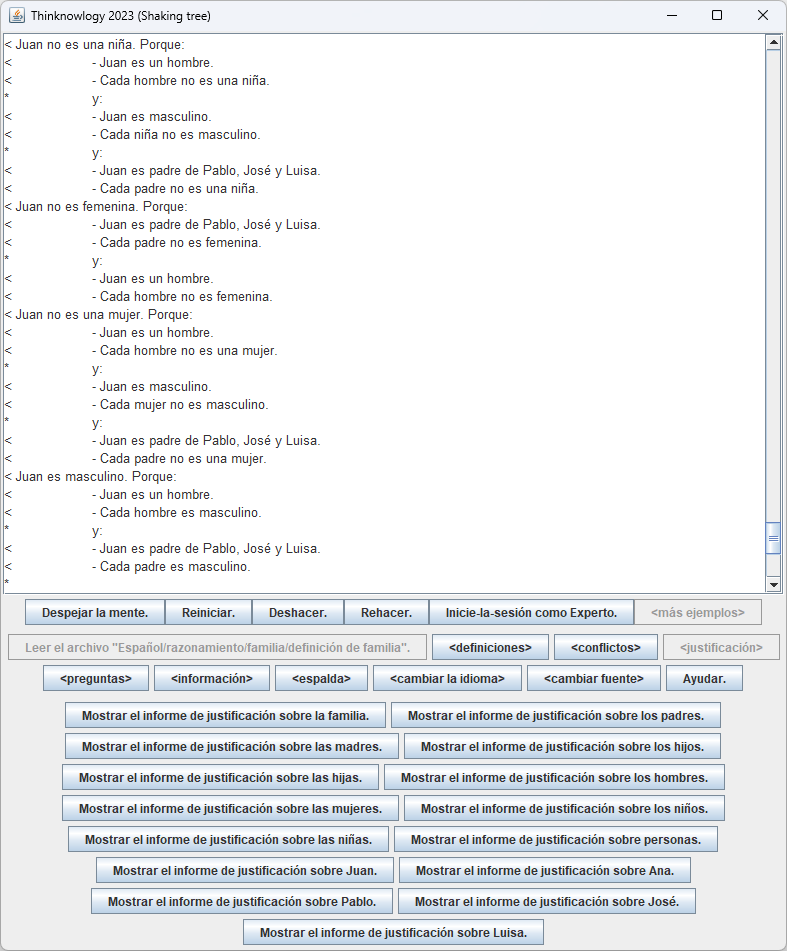 Thinknowlogy 2023 (Shaking tree)
< Juan no es una niña. Porque:
< - Juan es un hombre.
< - Cada hombre no es una niña.
* y:
< - Juan es masculino.
< - Cada niña no es masculino.
* y:
< - Juan es padre de Pablo, José y Luisa.
< - Cada padre no es una niña.
< Juan no es femenina. Porque:
< - Juan es padre de Pablo, José y Luisa.
< - Cada padre no es femenina.
* y:
< - Juan es un hombre.
< - Cada hombre no es femenina.
< Juan no es una mujer. Porque:
< - Juan es un hombre.
< - Cada hombre no es una mujer.
* y:
< - Juan es masculino.
< - Cada mujer no es masculino.
* y:
< - Juan es padre de Pablo, José y Luisa.
< - Cada padre no es una mujer.
< Juan es masculino. Porque:
< - Juan es un hombre.
< - Cada hombre es masculino.
* y:
< - Juan es padre de Pablo, José y Luisa.
< - Cada padre es masculino.
*
Despejar la mente. Reiniciar. Deshacer. Rehacer. Inicie-la-sesión como Experto. <más ejemplos>
Leer el archivo "Español/razonamiento/familia/definición de familia". <definiciones> <conflictos> <justificación>
<preguntas> <información> <espalda> <cambiar la idioma> <cambiar fuente> Ayudar.
Mostrar el informe de justificación sobre la familia. Mostrar el informe de justificación sobre los padres.
Mostrar el informe de justificación sobre las madres. Mostrar el informe de justificación sobre los hijos.
Mostrar el informe de justificación sobre las hijas. Mostrar el informe de justificación sobre los hombres.
Mostrar el informe de justificación sobre las mujeres. Mostrar el informe de justificación sobre los niños.
Mostrar el informe de justificación sobre las niñas. Mostrar el informe de justificación sobre personas.
Mostrar el informe de justificación sobre Juan. Mostrar el informe de justificación sobre Ana.
Mostrar el informe de justificación sobre Pablo. Mostrar el informe de justificación sobre José.
Mostrar el informe de justificación sobre Luisa.